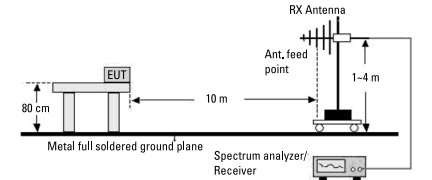 RX Antenna
EUT
Ant. feed
point
1~4 m
80 cm
10 m
Metal full soldered ground plane
Spectrum analyzer/
Receiver